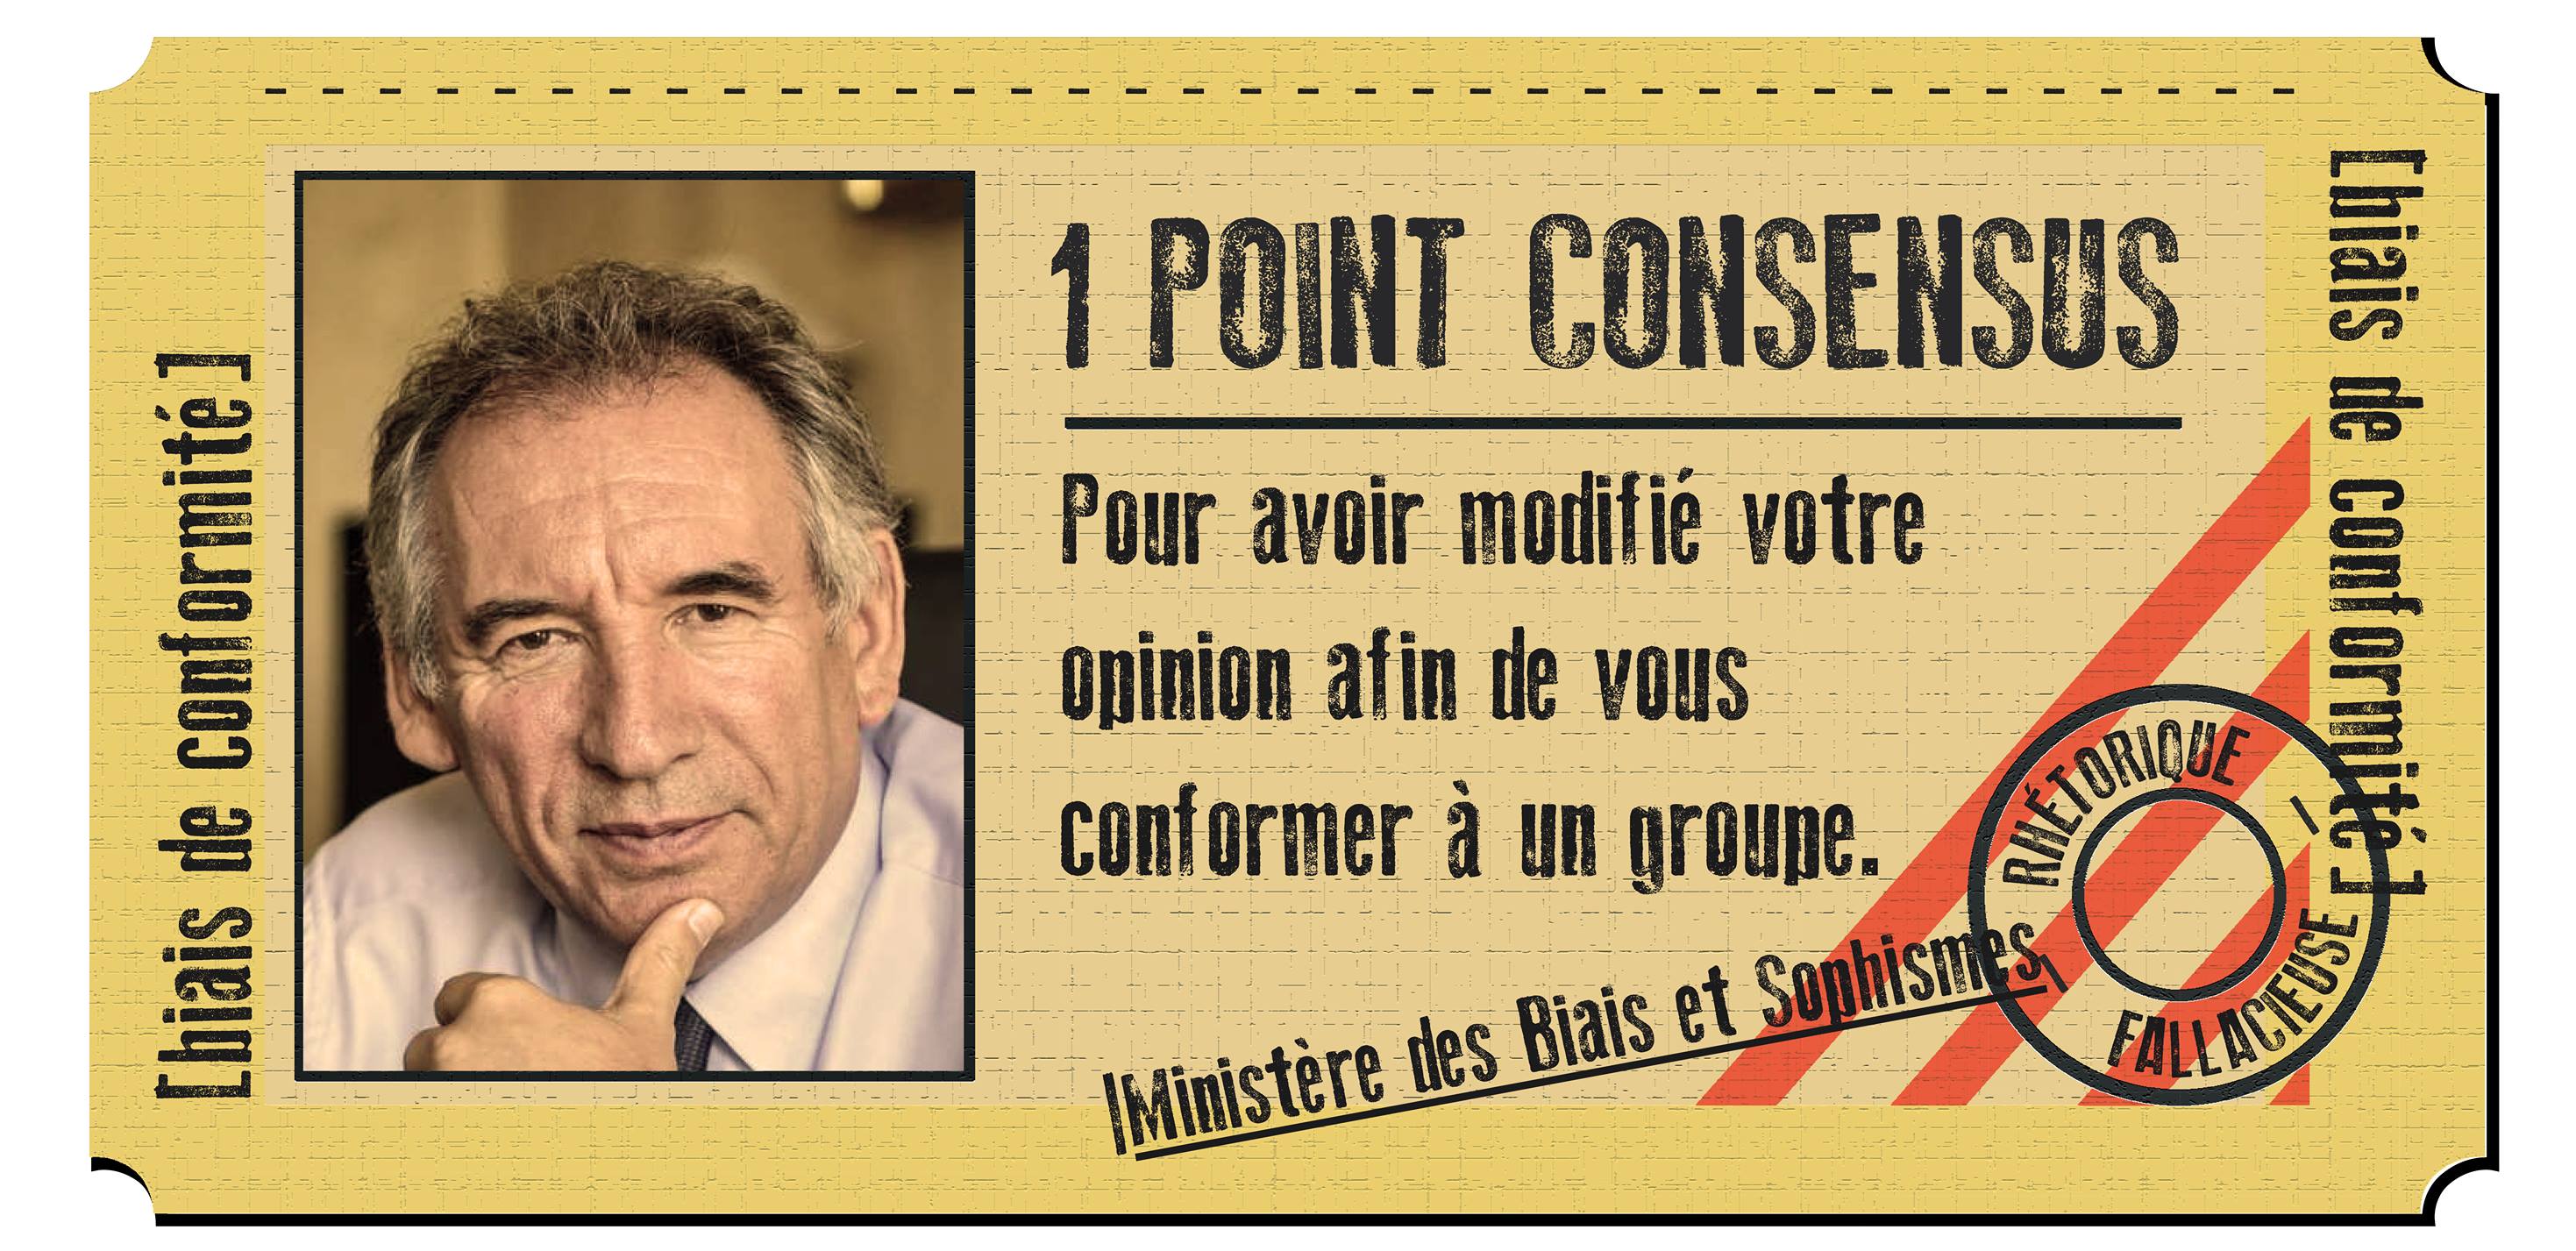 [biais de conformité]
1 POINT CONSENSUS
Pour avoir modifié votre
opinion afin de vous
conformer à un groupe.
|Ministère des Biais et Sophismes\
RHÉTORIQUE
FALLACIEUSE
[biais de conformité]